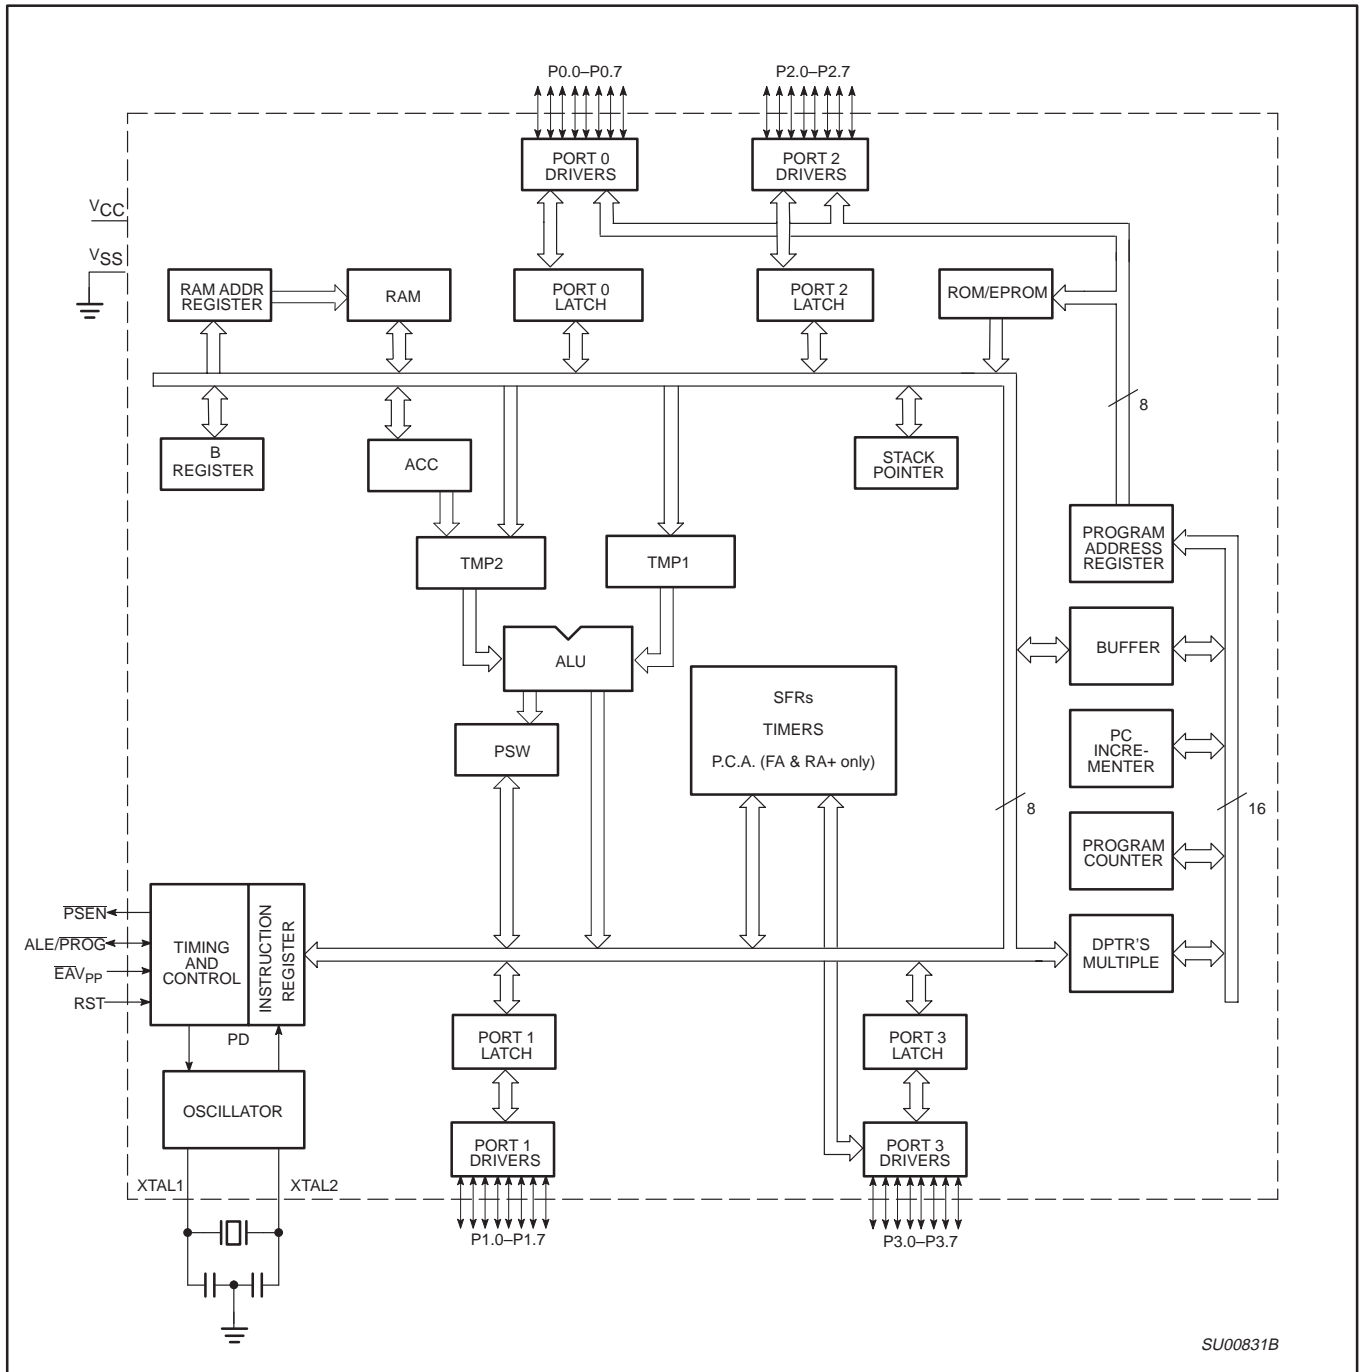 P0.0–P0.7
P2.0–P2.7
PORT 0
DRIVERS
PORT 2
DRIVERS
VCC
VSS
RAM ADDR
REGISTER
RAM
PORT 0
LATCH
PORT 2
LATCH
ROM/EPROM
8
B
REGISTER
ACC
STACK
POINTER
TMP2
TMP1
PROGRAM
ADDRESS
REGISTER
ALU
BUFFER
SFRs
TIMERS
P.C.A. (FA & RA+ only)
PSW
PC
INCRE-
MENTER
8
16
PROGRAM
COUNTER
PSEN
ALE/PROG
EAVPP
RST
TIMING
AND
CONTROL
INSTRUCTION
REGISTER
DPTR'S
MULTIPLE
PD
PORT 1
LATCH
PORT 3
LATCH
OSCILLATOR
PORT 1
DRIVERS
PORT 3
DRIVERS
XTAL1
XTAL2
P1.0–P1.7
P3.0–P3.7
SU00831B